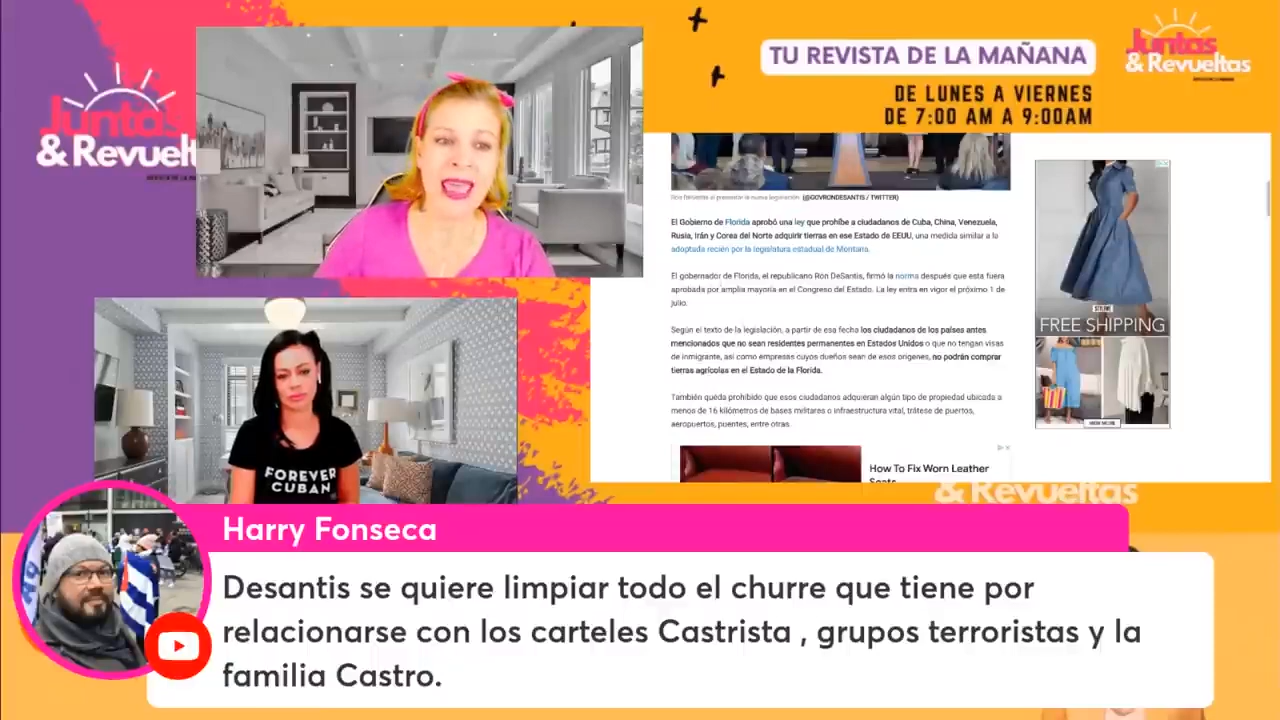 TU REVISTA DE LA MAÑANA
DE LUNES A VIERNES
DE 7:00 AM A 9:00AM
Juntas
& Revueltas
Juntas
& Revuelt
(@GOVRONDESANTIS / TWITTER)
El Gobierno de Florida aprobó una ley que prohíbe a ciudadanos de Cuba, China, Venezuela,
Rusia, Irán y Corea del Norte adquirir tierras en ese Estado de EEUU, una medida similar a la
adoptada recién por la legislatura estadual de Montana.
El gobernador de Florida, el republicano Ron DeSantis, firmó la norma después que esta fuera
aprobada por amplia mayoría en el Congreso del Estado. La ley entra en vigor el próximo 1 de
julio.
Según el texto de la legislación, a partir de esa fecha los ciudadanos de los países antes
mencionados que no sean residentes permanentes en Estados Unidos o que no tengan visas
de inmigrante, así como empresas cuyos dueños sean de esos orígenes, no podrán comprar
tierras agrícolas en el Estado de la Florida.
También queda prohibido que esos ciudadanos adquieran algún tipo de propiedad ubicada a
menos de 16 kilómetros de bases militares o infraestructura vital, trátese de puertos,
aeropuertos, puentes, entre otras.
FREE SHIPPING
How To Fix Worn Leather
Seats
FOREVER
CUBAN
& Revueltas
Harry Fonseca
Desantis se quiere limpiar todo el churre que tiene por
relacionarse con los carteles Castrista , grupos terroristas y la
familia Castro.